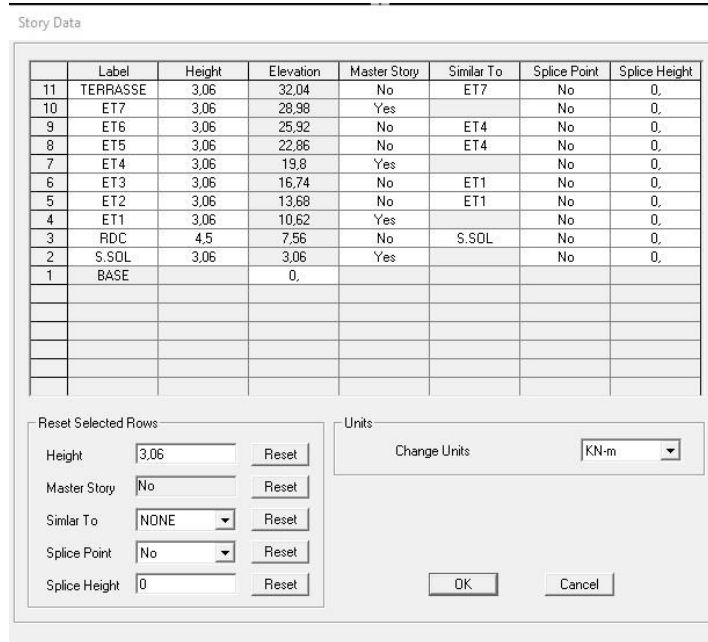 Story Data
Label Height Elevation Master Story Similar To Splice Point Splice Height
11 TERRASSE 3,06 32,04 No ET7 No 0,
10 ET7 3,06 28,98 Yes No 0,
9 ET6 3,06 25,92 No ET4 No 0,
8 ET5 3,06 22,86 No ET4 No 0,
7 ET4 3,06 19,8 Yes No 0,
6 ET3 3,06 16,74 No ET1 No 0,
5 ET2 3,06 13,68 No ET1 No 0,
4 ET1 3,06 10,62 Yes No 0,
3 RDC 4,5 7,56 No S.SOL No 0,
2 S.SOL 3,06 3,06 Yes No 0,
1 BASE 0,
Reset Selected Rows
Height 3,06 Reset
Master Story No Reset
Simlar To NONE Reset
Splice Point No Reset
Splice Height 0 Reset
Units
Change Units KN-m
OK Cancel